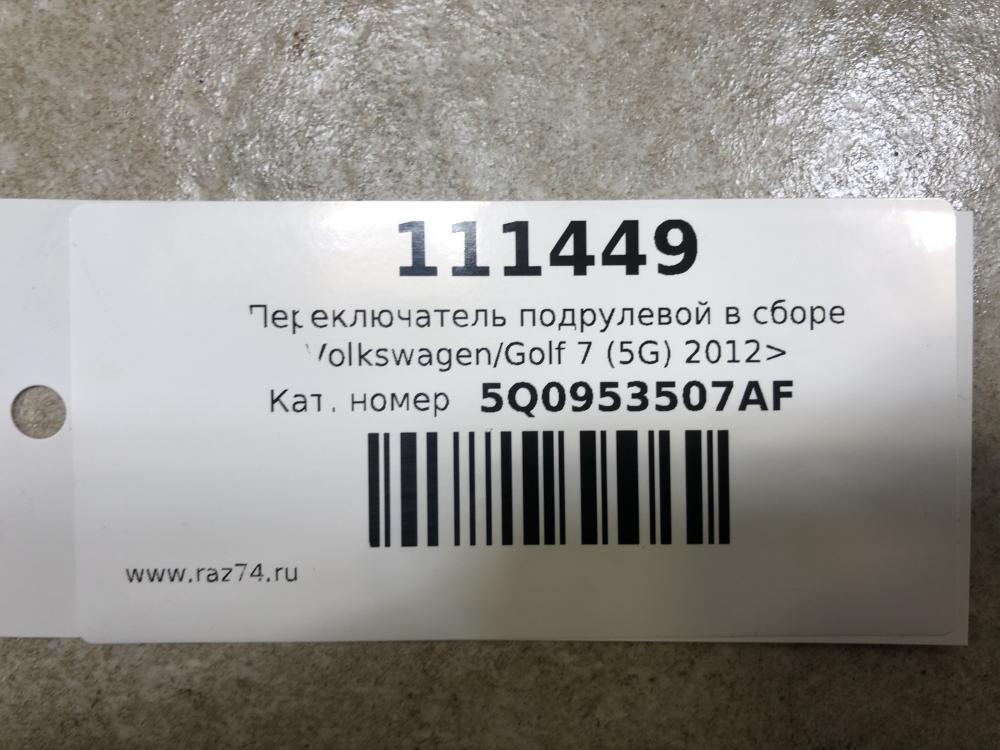 111449
Переключатель подрулевой в сборе
Volkswagen/Golf 7 (5G) 2012>
Кат. номер 5Q0953507AF
www.raz74.ru